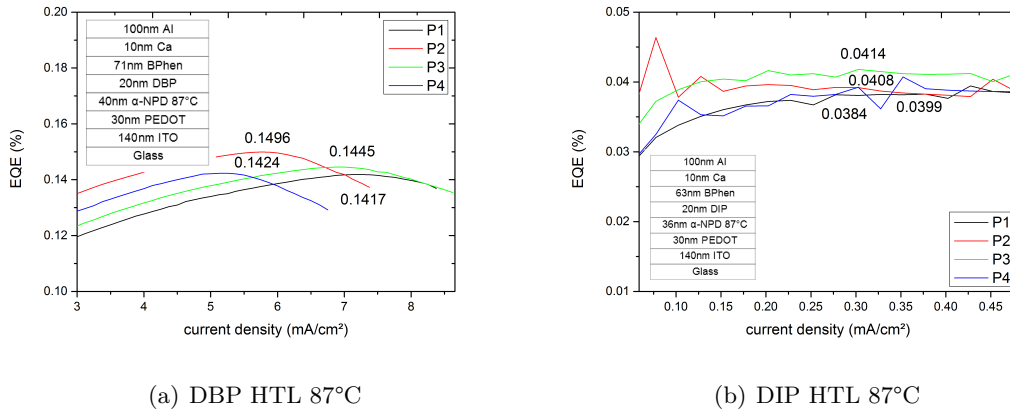 0.20
0.18
0.16
0.14
0.12
0.10
EQE (%)
100nm Al
10nm Ca
71nm BPhen
20nm DBP
40nm α-NPD 87°C
30nm PEDOT
140nm ITO
Glass
P1
P2
P3
P4
0.1496
0.1445
0.1424
0.1417
3 4 5 6 7 8
current density (mA/cm²)
(a) DBP HTL 87°C
0.05
0.04
0.03
0.02
0.01
EQE (%)
0.0414
0.0408
0.0384
0.0399
100nm Al
10nm Ca
63nm BPhen
20nm DIP
36nm α-NPD 87°C
30nm PEDOT
140nm ITO
Glass
P1
P2
P3
P4
0.10 0.15 0.20 0.25 0.30 0.35 0.40 0.45
current density (mA/cm²)
(b) DIP HTL 87°C